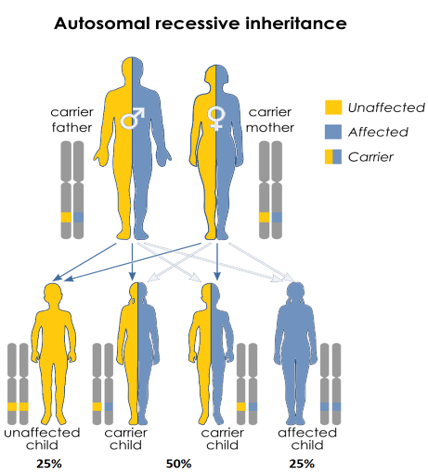 Autosomal recessive inheritance
carrier
father
carrier
mother
Unaffected
Affected
Carrier
unaffected
child
carrier
child
carrier
child
affected
child
25%
50%
25%